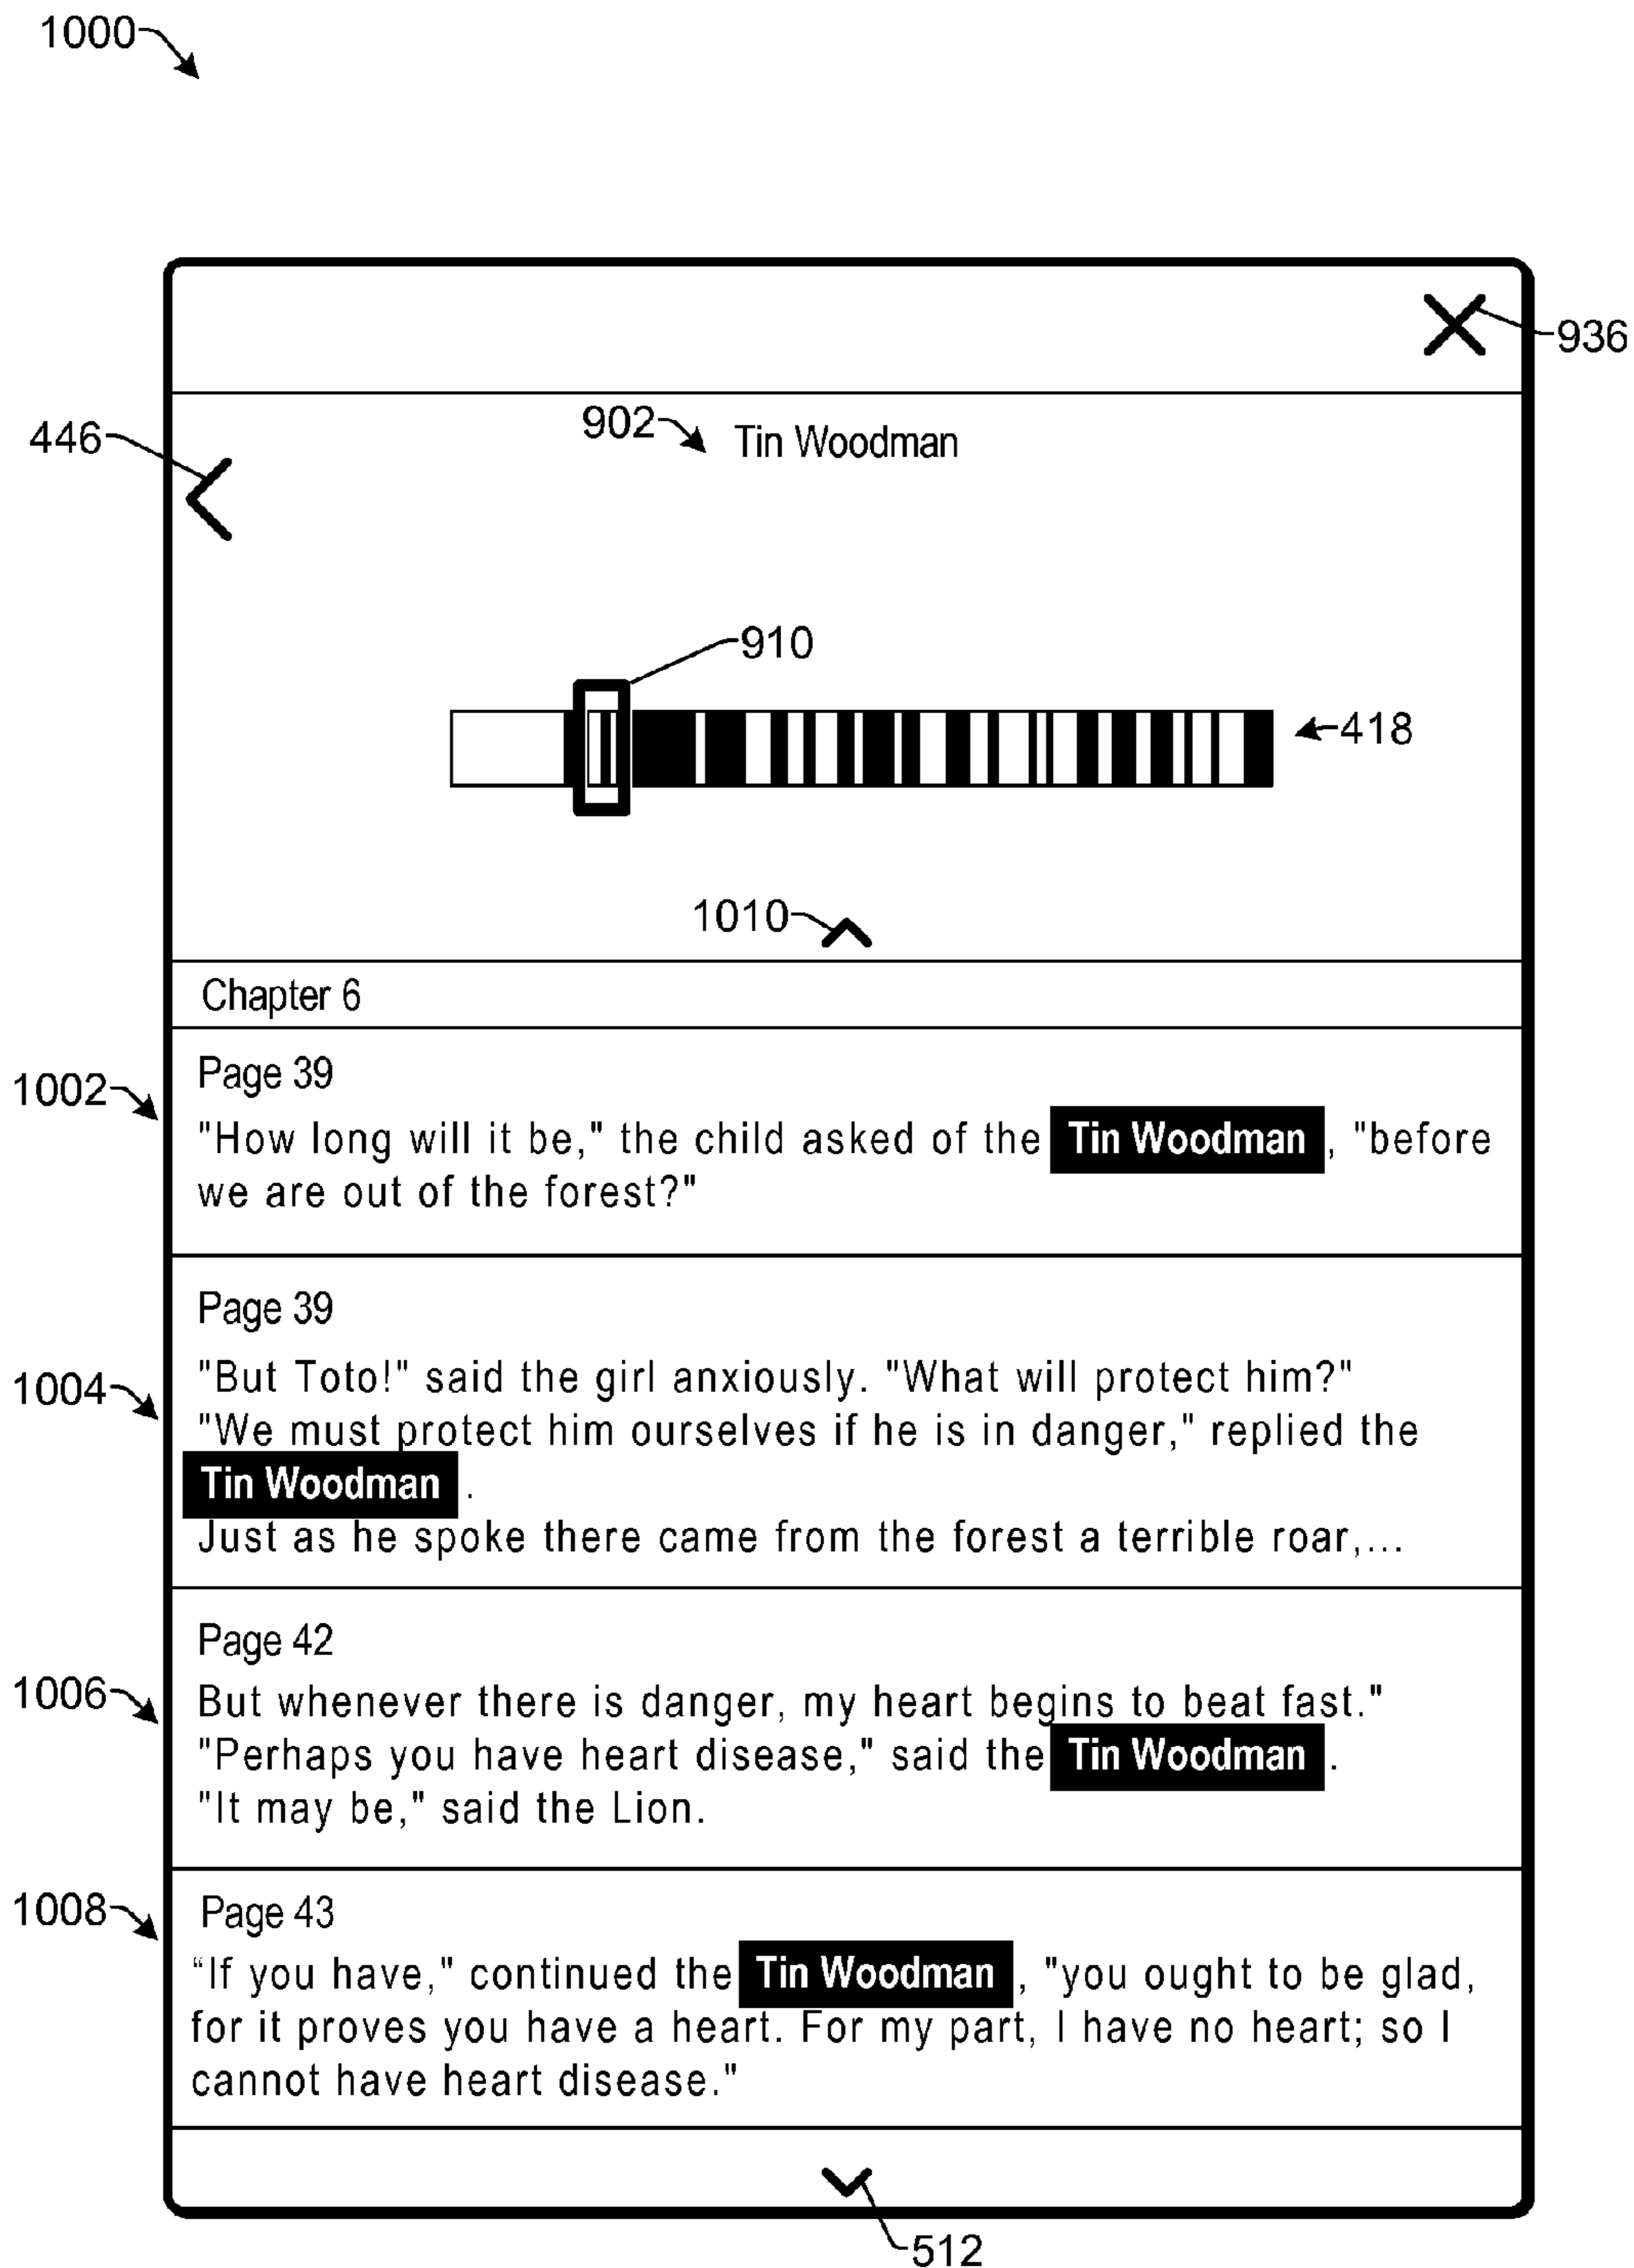 1000
936
446
902
Tin Woodman
910
418
1010
Chapter 6
1002
Page 39
"How long will it be," the child asked of the Tin Woodman, "before
we are out of the forest?"
Page 39
1004
"But Toto!" said the girl anxiously. "What will protect him?"
"We must protect him ourselves if he is in danger," replied the
Tin Woodman.
Just as he spoke there came from the forest a terrible roar,...
Page 42
1006
But whenever there is danger, my heart begins to beat fast."
"Perhaps you have heart disease," said the Tin Woodman.
"It may be," said the Lion.
1008
Page 43
“If you have," continued the Tin Woodman, "you ought to be glad,
for it proves you have a heart. For my part, I have no heart; so I
cannot have heart disease."
512